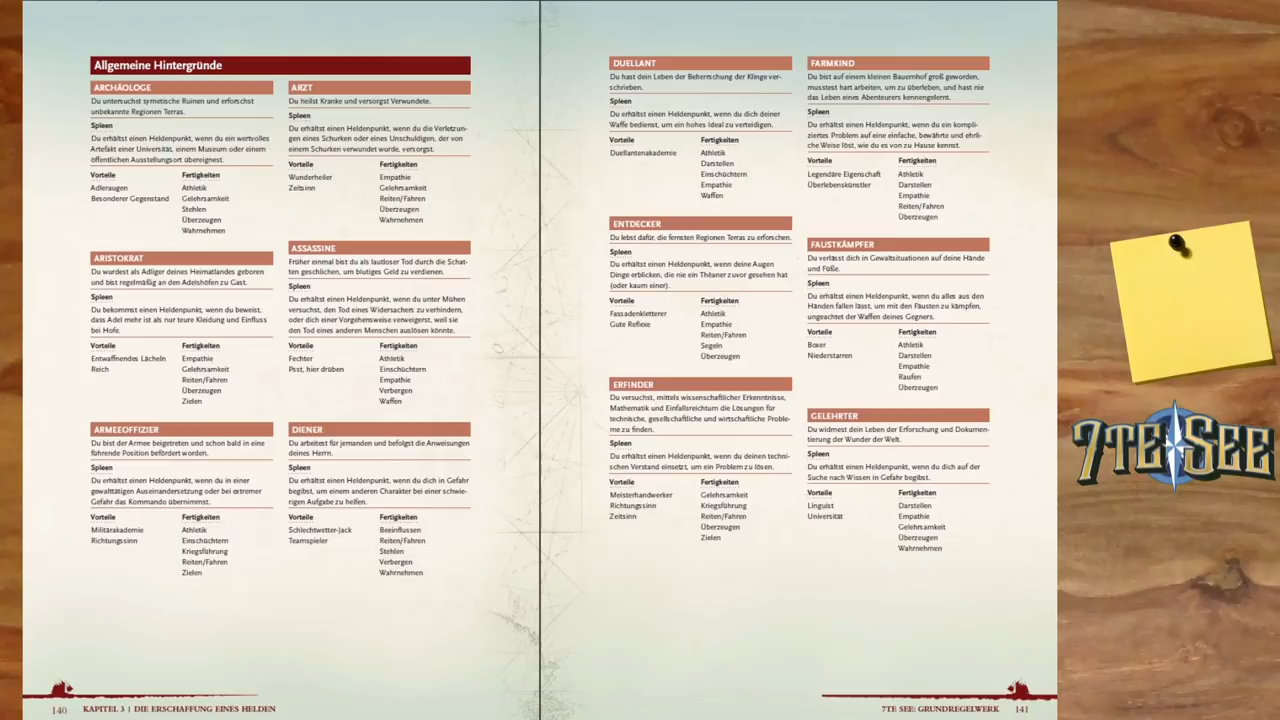 Allgemeine Hintergründe
ARCHÄOLOGE
Du untersuchst syrnetische Ruinen und erforschst
unbekannte Regionen Terras.
Spleen
Du erhältst einen Heldenpunkt, wenn du ein wertvolles
Artefakt einer Universität, einem Museum oder einem
öffentlichen Ausstellungsort übereignest.
Vorteile
Fertigkeiten
Adleraugen
Athletik
Besonderer Gegenstand
Gelehrsamkeit
Stehlen
Überzeugen
Wahrnehmen
ARISTOKRAT
Du wurdest als Adliger deines Heimatlandes geboren
und bist regelmäßig an den Adelshöfen zu Gast.
Spleen
Du bekommst einen Heldenpunkt, wenn du beweist,
dass Adel mehr ist als nur teure Kleidung und Einfluss
bei Hofe.
Vorteile
Fertigkeiten
Entwaffnendes Lächeln
Empathie
Reich
Gelehrsamkeit
Reiten/Fahren
Überzeugen
Zielen
ARMEEOFFIZIER
Du bist der Armee beigetreten und schon bald in eine
führende Position befördert worden.
Spleen
Du erhältst einen Heldenpunkt, wenn du in einer
gewalttätigen Auseinandersetzung oder bei extremer
Gefahr das Kommando übernimmst.
Vorteile
Fertigkeiten
Militärakademie
Athletik
Richtungssinn
Einschüchtern
Kriegsführung
Reiten/Fahren
Zielen
ARZT
Du heilst Kranke und versorgst Verwundete.
Spleen
Du erhältst einen Heldenpunkt, wenn du die Verletzun-
gen eines Schurken oder eines Unschuldigen, der von
einem Schurken verwundet wurde, versorgst.
Vorteile
Fertigkeiten
Wunderheiler
Empathie
Zeitsinn
Gelehrsamkeit
Reiten/Fahren
Überzeugen
Wahrnehmen
ASSASSINE
Früher einmal bist du als lautloser Tod durch die Schat-
ten geschlichen, um blutiges Geld zu verdienen.
Spleen
Du erhältst einen Heldenpunkt, wenn du unter Mühen
versuchst, den Tod eines Widersachers zu verhindern,
oder dich einer Vorgehensweise verweigerst, weil sie
den Tod eines anderen Menschen auslösen könnte.
Vorteile
Fertigkeiten
Fechter
Athletik
Psst, hier drüben
Einschüchtern
Empathie
Verbergen
Waffen
DIENER
Du arbeitest für jemanden und befolgst die Anweisungen
deines Herrn.
Spleen
Du erhältst einen Heldenpunkt, wenn du dich in Gefahr
begibst, um einem anderen Charakter bei einer schwie-
rigen Aufgabe zu helfen.
Vorteile
Fertigkeiten
Schlechtwetter-Jack
Beeinflussen
Teamspieler
Reiten/Fahren
Stehlen
Verbergen
Wahrnehmen
140 KAPITEL 3 | DIE ERSCHAFFUNG EINES HELDEN
DUELLANT
Du hast dein Leben der Beherrschung der Klinge ver-
schrieben.
Spleen
Du erhältst einen Heldenpunkt, wenn du dich deiner
Waffe bedienst, um ein hohes Ideal zu verteidigen.
Vorteile
Fertigkeiten
Duellantenakademie
Athletik
Darstellen
Einschüchtern
Empathie
Waffen
ENTDECKER
Du lebst dafür, die fernsten Regionen Terras zu erforschen.
Spleen
Du erhältst einen Heldenpunkt, wenn deine Augen
Dinge erblicken, die nie ein Théaner zuvor gesehen hat
(oder kaum einer).
Vorteile
Fertigkeiten
Fassadenkletterer
Athletik
Gute Reflexe
Empathie
Reiten/Fahren
Segeln
Überzeugen
ERFINDER
Du versuchst, mittels wissenschaftlicher Erkenntnisse,
Mathematik und Einfallsreichtum die Lösungen für
technische, gesellschaftliche und wirtschaftliche Proble-
me zu finden.
Spleen
Du erhältst einen Heldenpunkt, wenn du deinen techni-
schen Verstand einsetzt, um ein Problem zu lösen.
Vorteile
Fertigkeiten
Meisterhandwerker
Gelehrsamkeit
Richtungssinn
Kriegsführung
Zeitsinn
Reiten/Fahren
Überzeugen
Zielen
FARMKIND
Du bist auf einem kleinen Bauernhof groß geworden,
musstest hart arbeiten, um zu überleben, und hast nie
das Leben eines Abenteurers kennengelernt.
Spleen
Du erhältst einen Heldenpunkt, wenn du ein kompli-
ziertes Problem auf eine einfache, bewährte und ehrli-
che Weise löst, wie du es von zu Hause kennst.
Vorteile
Fertigkeiten
Legendäre Eigenschaft
Athletik
Überlebenskünstler
Darstellen
Empathie
Reiten/Fahren
Überzeugen
FAUSTKÄMPFER
Du verlässt dich in Gewaltsituationen auf deine Hände
und Füße.
Spleen
Du erhältst einen Heldenpunkt, wenn du alles aus den
Händen fallen lässt, um mit den Fäusten zu kämpfen,
ungeachtet der Waffen deines Gegners.
Vorteile
Fertigkeiten
Boxer
Athletik
Niederstarren
Darstellen
Empathie
Raufen
Überzeugen
GELEHRTER
Du widmest dein Leben der Erforschung und Dokumen-
tierung der Wunder der Welt.
Spleen
Du erhältst einen Heldenpunkt, wenn du dich auf der
Suche nach Wissen in Gefahr begibst.
Vorteile
Fertigkeiten
Linguist
Darstellen
Universität
Empathie
Gelehrsamkeit
Überzeugen
Wahrnehmen
7TE SEE: GRUNDREGELWERK 141
7TE SEE